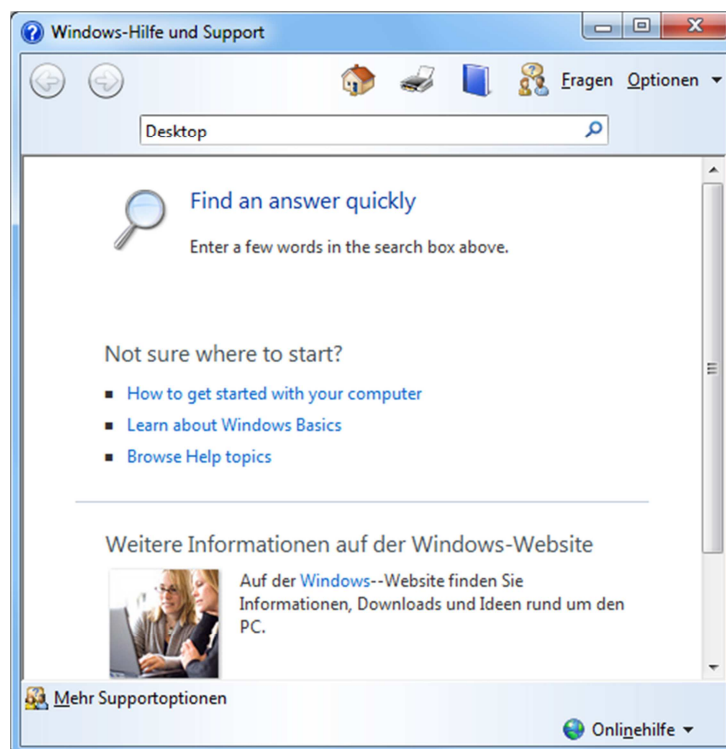 Windows-Hilfe und Support
Fragen Optionen
Desktop
Find an answer quickly
Enter a few words in the search box above.
Not sure where to start?
How to get started with your computer
Learn about Windows Basics
Browse Help topics
Weitere Informationen auf der Windows-Website
Auf der Windows--Website finden Sie
Informationen, Downloads und Ideen rund um den
PC.
Mehr Supportoptionen
Onlinehilfe